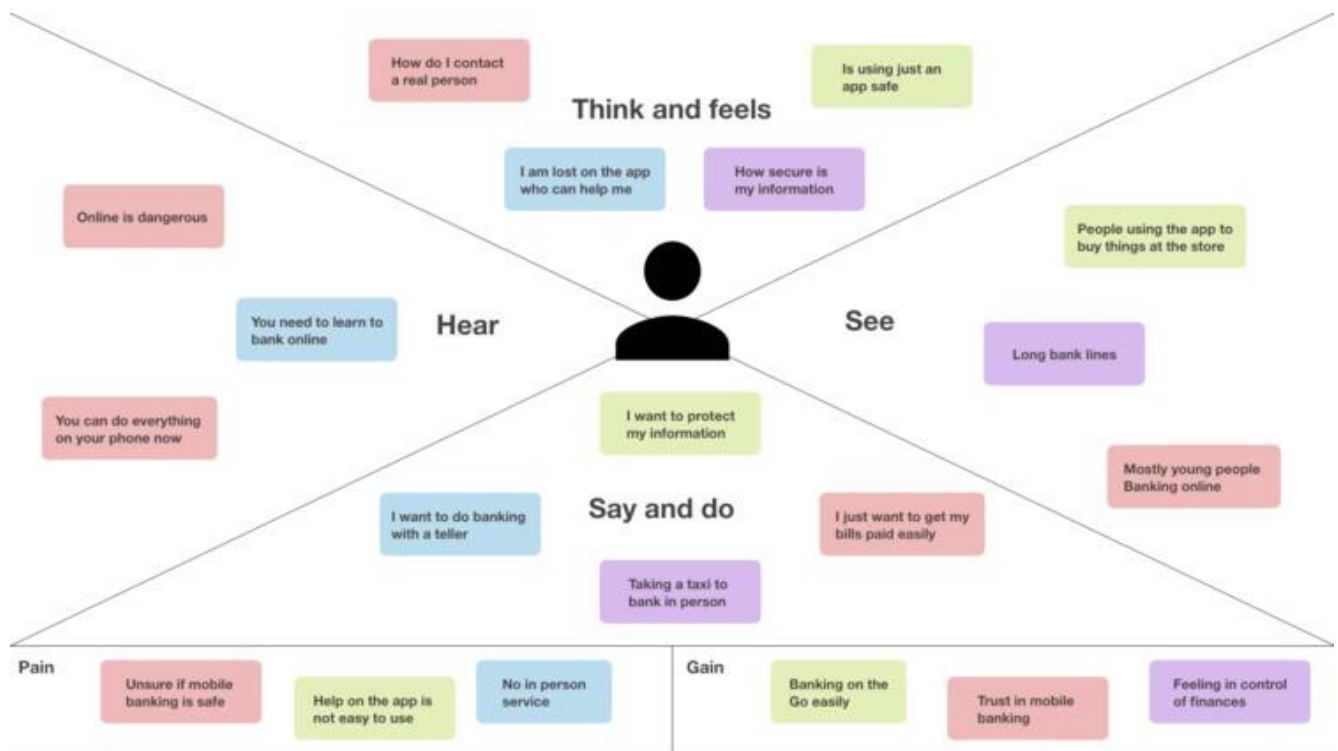 How do I contact
a real person
Is using just an
app safe
Think and feels
I am lost on the app
who can help me
How secure is
my information
Online is dangerous
You need to learn to
bank online
Hear
You can do everything
on your phone now
See
People using the app to
buy things at the store
Long bank lines
Mostly young people
Banking online
I want to protect
my information
Say and do
I want to do banking
with a teller
I just want to get my
bills paid easily
Taking a taxi to
bank in person
Pain
Unsure if mobile
banking is safe
Help on the app is
not easy to use
No in person
service
Gain
Banking on the
Go easily
Trust in mobile
banking
Feeling in control
of finances